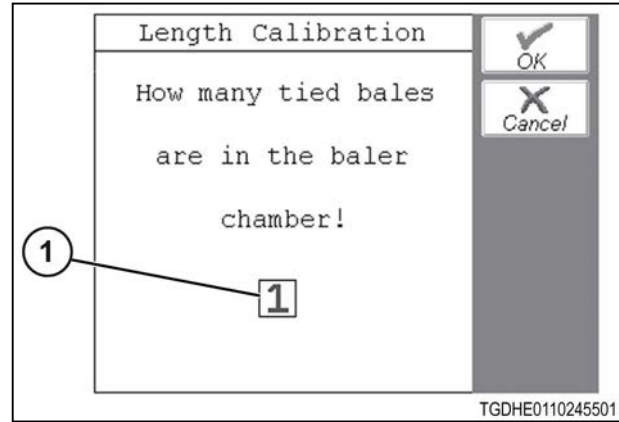 Length Calibration
OK
How many tied bales
Cancel
are in the baler
chamber!
1
1
TGDHE0110245501